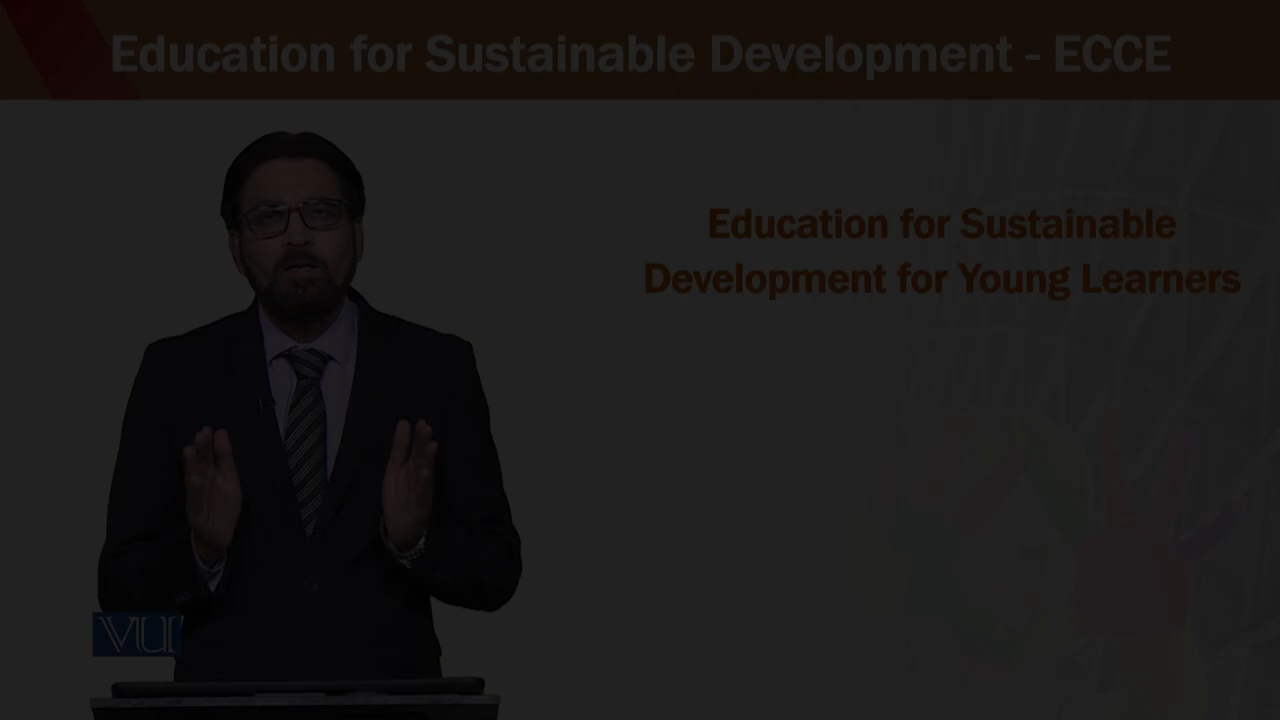 Education for Sustainable Development - ECCE
Education for Sustainable
Development for Young Learners
VU